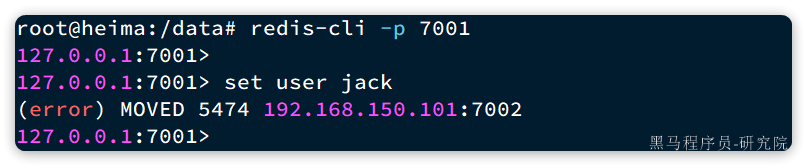 root@heima:/data# redis-cli -p 7001
127.0.0.1:7001>
127.0.0.1:7001> set user jack
(error) MOVED 5474 192.168.150.101:7002
127.0.0.1:7001>
黑马程序员-研究院